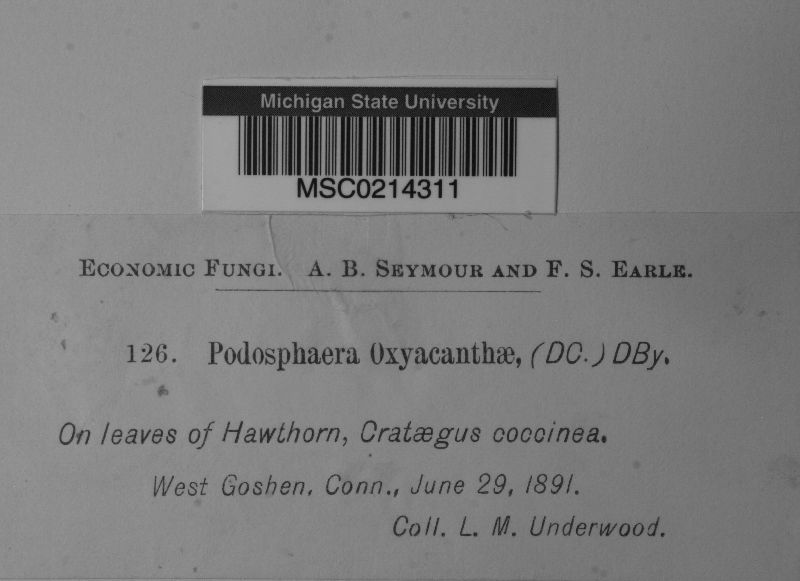 Michigan State University
MSC0214311
ECONOMIC FUNGI. A. B. SEYMOUR AND F. S. EARLE.
126. Podosphaera Oxyacanthæ, (DC.) DBy.
On leaves of Hawthorn, Cratægus coccinea.
West Goshen, Conn., June 29, 1891.
Coll. L. M. Underwood.